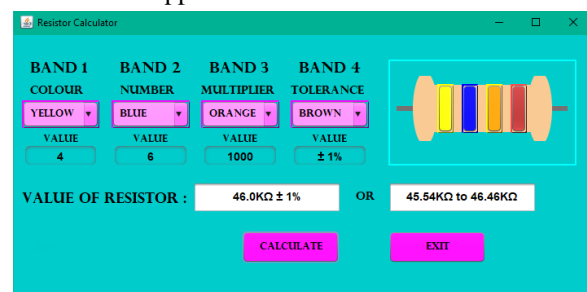 Resistor Calculator
BAND 1 BAND 2 BAND 3 BAND 4
COLOUR NUMBER MULTIPLIER TOLERANCE
YELLOW BLUE ORANGE BROWN
VALUE VALUE VALUE VALUE
4 6 1000 ± 1%
VALUE OF RESISTOR : 46.0KΩ ± 1% OR 45.54KΩ to 46.46KΩ
CALCULATE EXIT